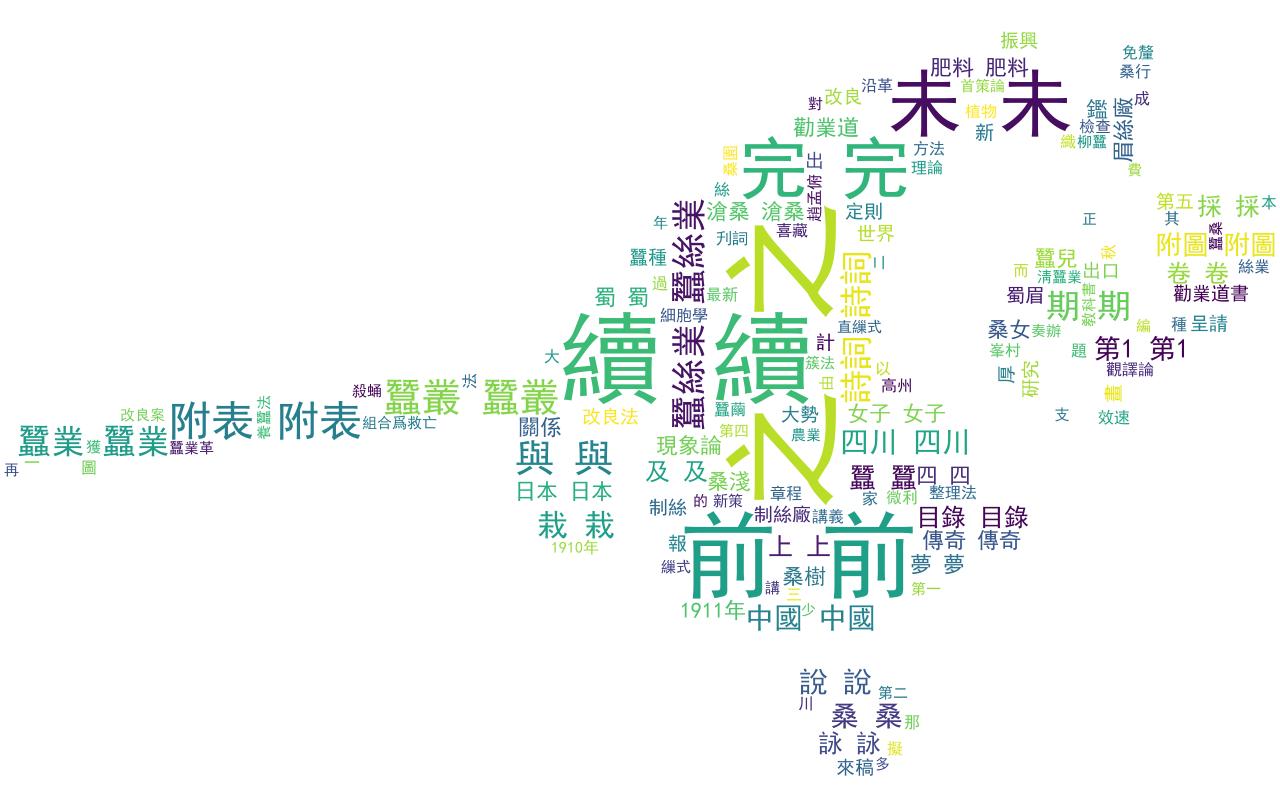 振興
免釐
肥料 肥料
桑行
沿革
首策論
未 未
改良
對
成
植物
鑑
眉絲廠
新
檢查
勸業道
織
柳蠶
完 完
方法
出
桑園
理論
費
趙孟俯
絲
滄桑 滄桑
定則
第五
採 採
本
蠶絲業
年
之
喜藏
正
其
蠶桑
刋詞
世界
附圖 附圖
蠶種
詩詞
二
蠶兒
秋
而
出口
卷 卷
絲業
淸蠶業
過
蜀 蜀
最新
蜀眉
期 期
教科書
勸業道書
續 續
細胞學
蠶絲業
計
直繅式
桑女
奏辦
編
種
呈請
大
簇法
詩詞
峯村
題
第1 第1
以
由
高州
厚
研究
觀譯論
殺蛹
法
蠶叢 蠶叢
畫
改良案
養蠶法
附表 附表
組合爲救亡
改良法
蠶繭
之
大勢
女子 女子
支
效速
蠶業 蠶業
獲
蠶業革
關係
第四
農業
現象論
四川 四川
再
一
圖
與 與
及 及
桑淺
蠶 蠶
四 四
日本 日本
的
新策
章程
家
微利
整理法
制絲
制絲廠
講義
栽 栽
前 前
目錄 目錄
1910年
報
上 上
傳奇 傳奇
繅式
桑樹
夢 夢
講
三
第一
1911年
少
中國 中國
說 說
第二
川
桑 桑
那
詠 詠
擬
來稿
多